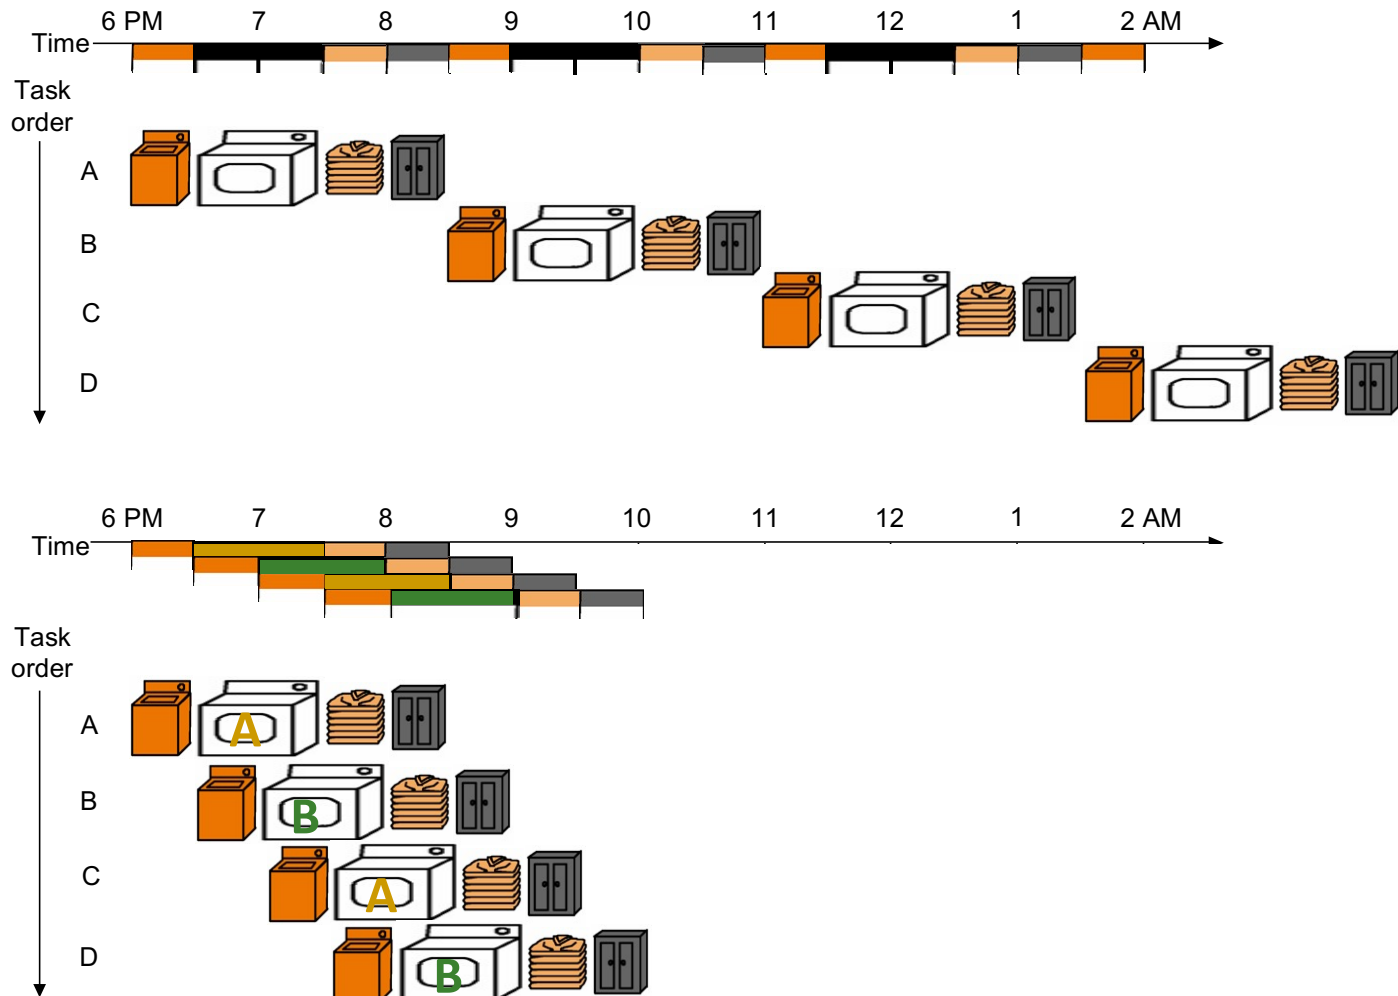 6 PM 7 8 9 10 11 12 1 2 AM
Time
Task
order
A
B
C
D
6 PM 7 8 9 10 11 12 1 2 AM
Time
Task
order
A A
B B
C A
D B